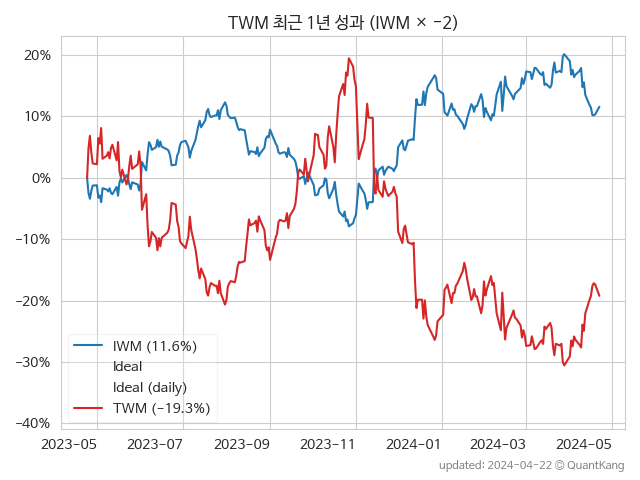 TWM 최근 1년 성과 (IWM × −2)
20%
10%
0%
−10%
−20%
−30%
−40%
IWM (11.6%)
Ideal
Ideal (daily)
TWM (−19.3%)
2023-05
2023-07
2023-09
2023-11
2024-01
2024-03
2024-05
updated: 2024-04-22 © QuantKang